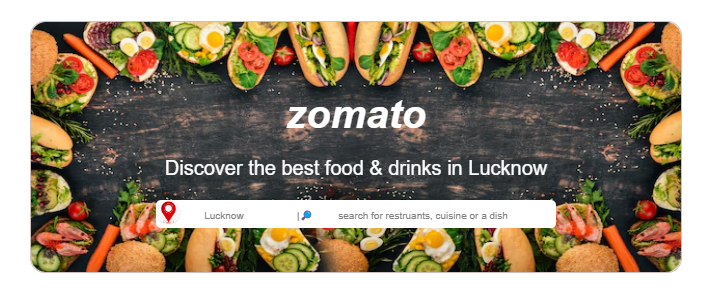 zomato
Discover the best food & drinks in Lucknow
Lucknow | search for restruants, cuisine or a dish